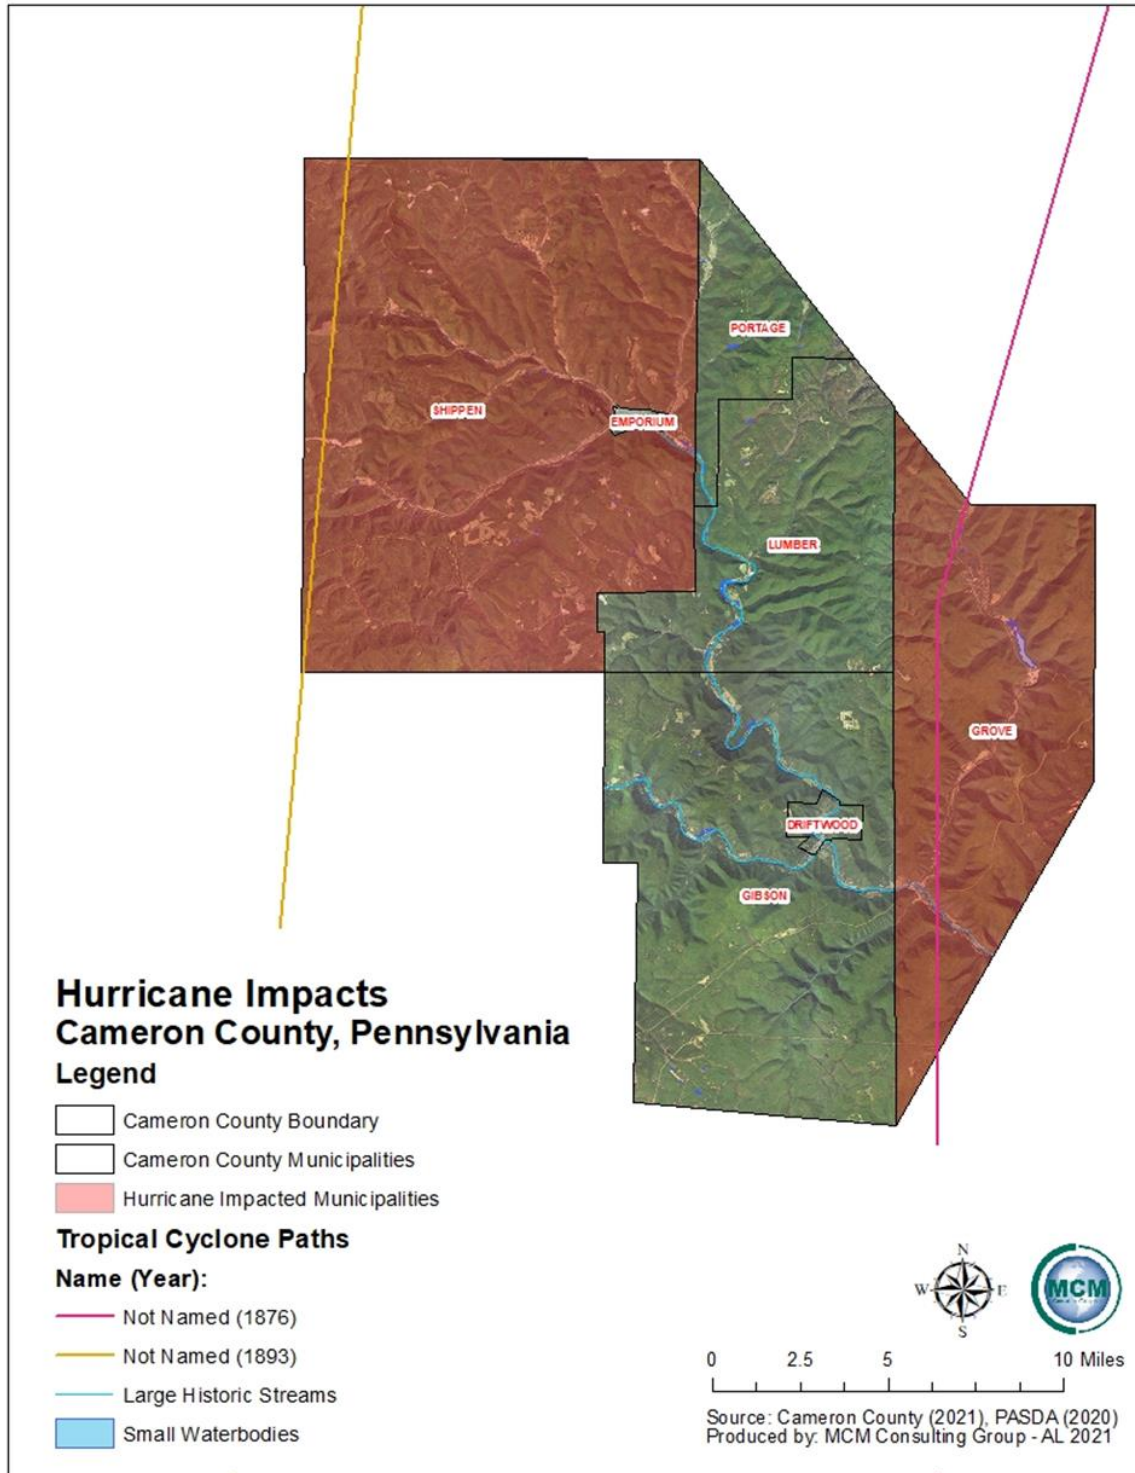 PORTAGE
SHIPPEN
EMPORIUM
LUMBER
GROVE
DRIFTWOOD
GIBSON
Hurricane Impacts
Cameron County, Pennsylvania
Legend
Cameron County Boundary
Cameron County Municipalities
Hurricane Impacted Municipalities
Tropical Cyclone Paths
Name (Year):
Not Named (1876)
Not Named (1893)
Large Historic Streams
Small Waterbodies
N
W E
S
MCM
0 2.5 5 10 Miles
Source: Cameron County (2021), PASDA (2020)
Produced by: MCM Consulting Group - AL 2021